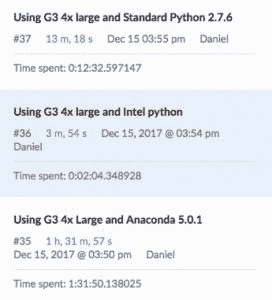 Using G3 4x large and Standard Python 2.7.6
#37 13 m, 18 s Dec 15 03:55 pm Daniel
Time spent: 0:12:32.597147
Using G3 4x large and Intel python
#36 3 m, 54 s Dec 15, 2017 @ 03:54 pm
Daniel
Time spent: 0:02:04.348928
Using G3 4x Large and Anaconda 5.0.1
#35 1 h, 31 m, 57 s
Dec 15, 2017 @ 03:50 pm Daniel
Time spent: 1:31:50.138025